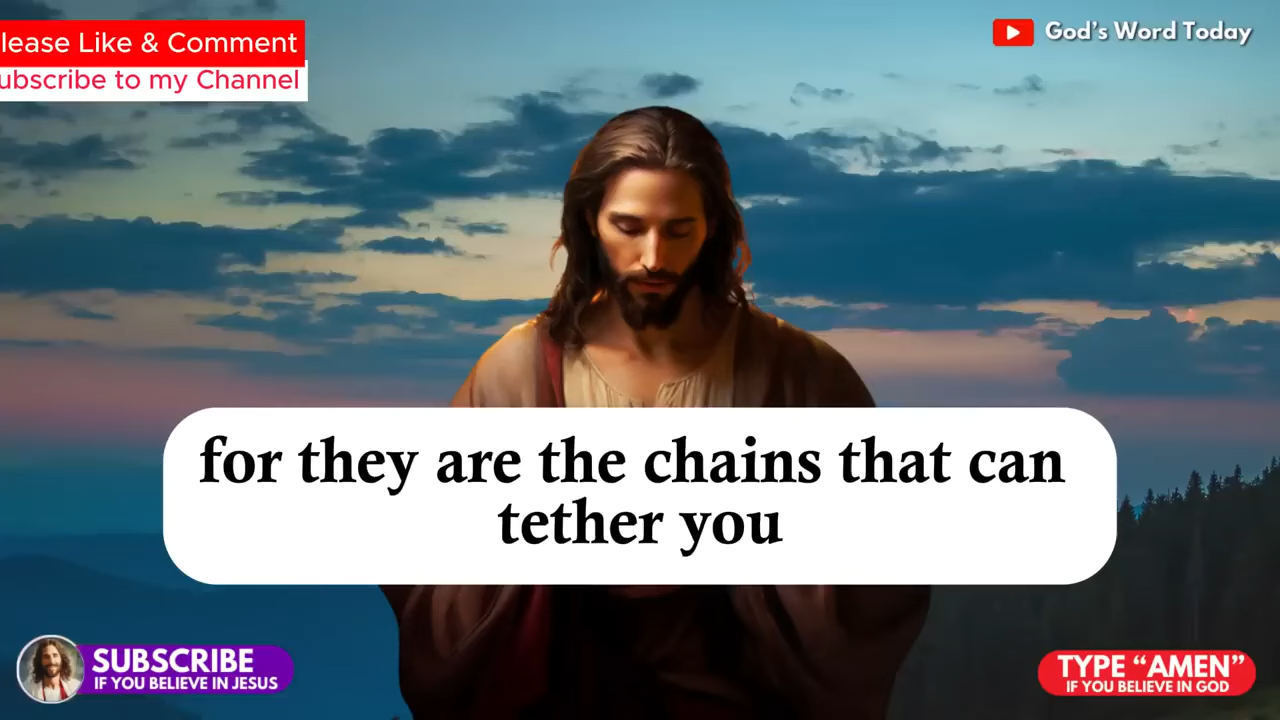 lease Like & Comment
ubscribe to my Channel
God's Word Today
for they are the chains that can
tether you
SUBSCRIBE
IF YOU BELIEVE IN JESUS
TYPE “AMEN”
IF YOU BELIEVE IN GOD